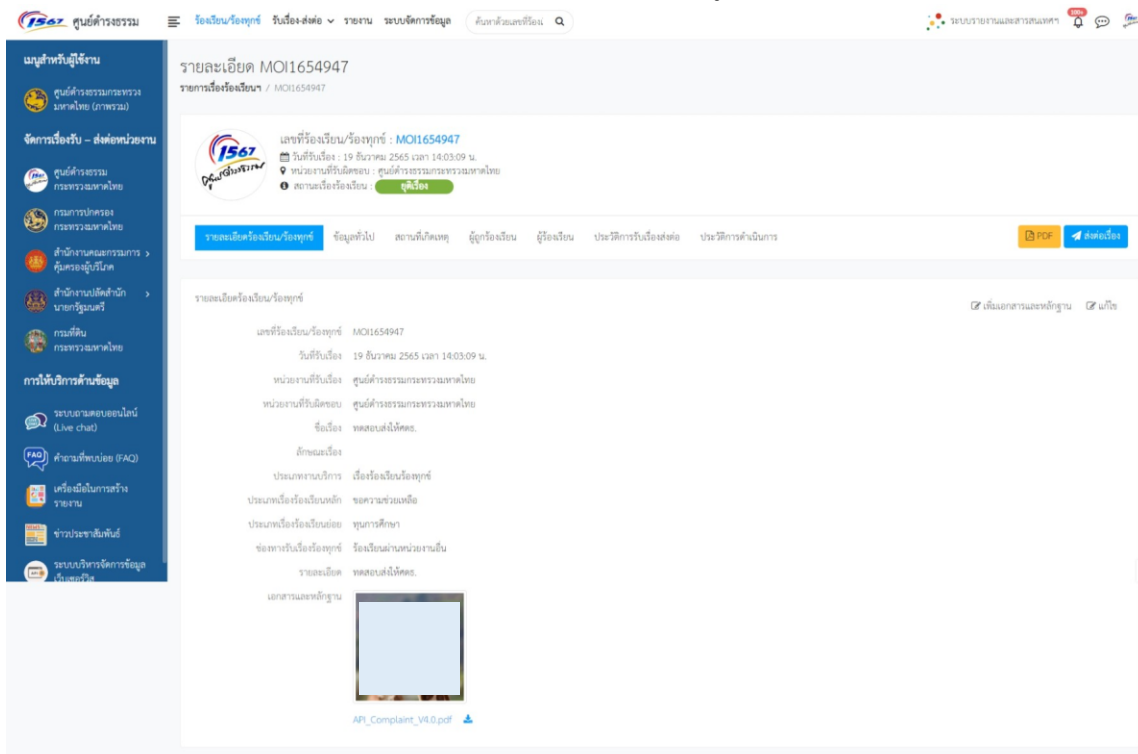 1567 ศูนย์ดำรงธรรม
ร้องเรียน/ร้องทุกข์ รับเรื่อง-ส่งต่อ รายงาน ระบบจัดการข้อมูล
ค้นหาด้วยเลขที่ร้องเ
ระบบรายงานและสารสนเทศฯ
100+
เมนูสำหรับผู้ใช้งาน
ศูนย์ดำรงธรรมกระทรวง
มหาดไทย (ภาพรวม)
จัดการเรื่องรับ – ส่งต่อหน่วยงาน
ศูนย์ดำรงธรรม
กระทรวงมหาดไทย
กรมการปกครอง
กระทรวงมหาดไทย
สำนักงานคณะกรรมการ >
คุ้มครองผู้บริโภค
สำนักงานปลัดสำนัก >
นายกรัฐมนตรี
กรมที่ดิน
กระทรวงมหาดไทย
การให้บริการด้านข้อมูล
ระบบถามตอบออนไลน์
(Live chat)
FAQ
คำถามที่พบบ่อย (FAQ)
เครื่องมือในการสร้าง
รายงาน
ข่าวประชาสัมพันธ์
ระบบบริหารจัดการข้อมูล
เว็บเซอร์วิส
รายละเอียด MOI1654947
รายการเรื่องร้องเรียนฯ / MOI1654947
1567
ศูนย์ดำรงธรรม
เลขที่ร้องเรียน/ร้องทุกข์ : MOI1654947
วันที่รับเรื่อง : 19 ธันวาคม 2565 เวลา 14:03:09 น.
หน่วยงานที่รับผิดชอบ : ศูนย์ดำรงธรรมกระทรวงมหาดไทย
สถานะเรื่องร้องเรียน : ยุติเรื่อง
รายละเอียดร้องเรียน/ร้องทุกข์ ข้อมูลทั่วไป สถานที่เกิดเหตุ ผู้ถูกร้องเรียน ผู้ร้องเรียน ประวัติการรับเรื่องส่งต่อ ประวัติการดำเนินการ
PDF ส่งต่อเรื่อง
รายละเอียดร้องเรียน/ร้องทุกข์
เพิ่มเอกสารและหลักฐาน แก้ไข
เลขที่ร้องเรียน/ร้องทุกข์ MOI1654947
วันที่รับเรื่อง 19 ธันวาคม 2565 เวลา 14:03:09 น.
หน่วยงานที่รับเรื่อง ศูนย์ดำรงธรรมกระทรวงมหาดไทย
หน่วยงานที่รับผิดชอบ ศูนย์ดำรงธรรมกระทรวงมหาดไทย
ชื่อเรื่อง ทดสอบส่งให้ศดธ.
ลักษณะเรื่อง
ประเภทงานบริการ เรื่องร้องเรียนร้องทุกข์
ประเภทเรื่องร้องเรียนหลัก ขอความช่วยเหลือ
ประเภทเรื่องร้องเรียนย่อย ทุนการศึกษา
ช่องทางรับเรื่องร้องทุกข์ ร้องเรียนผ่านหน่วยงานอื่น
รายละเอียด ทดสอบส่งให้ศดธ.
เอกสารและหลักฐาน
API_Complaint_V4.0.pdf